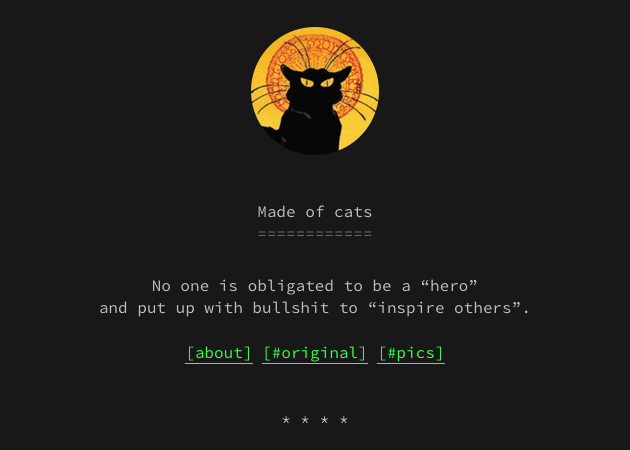 Made of cats
============
No one is obligated to be a “hero”
and put up with bullshit to “inspire others”.
[about] [#original] [#pics]
* * * *